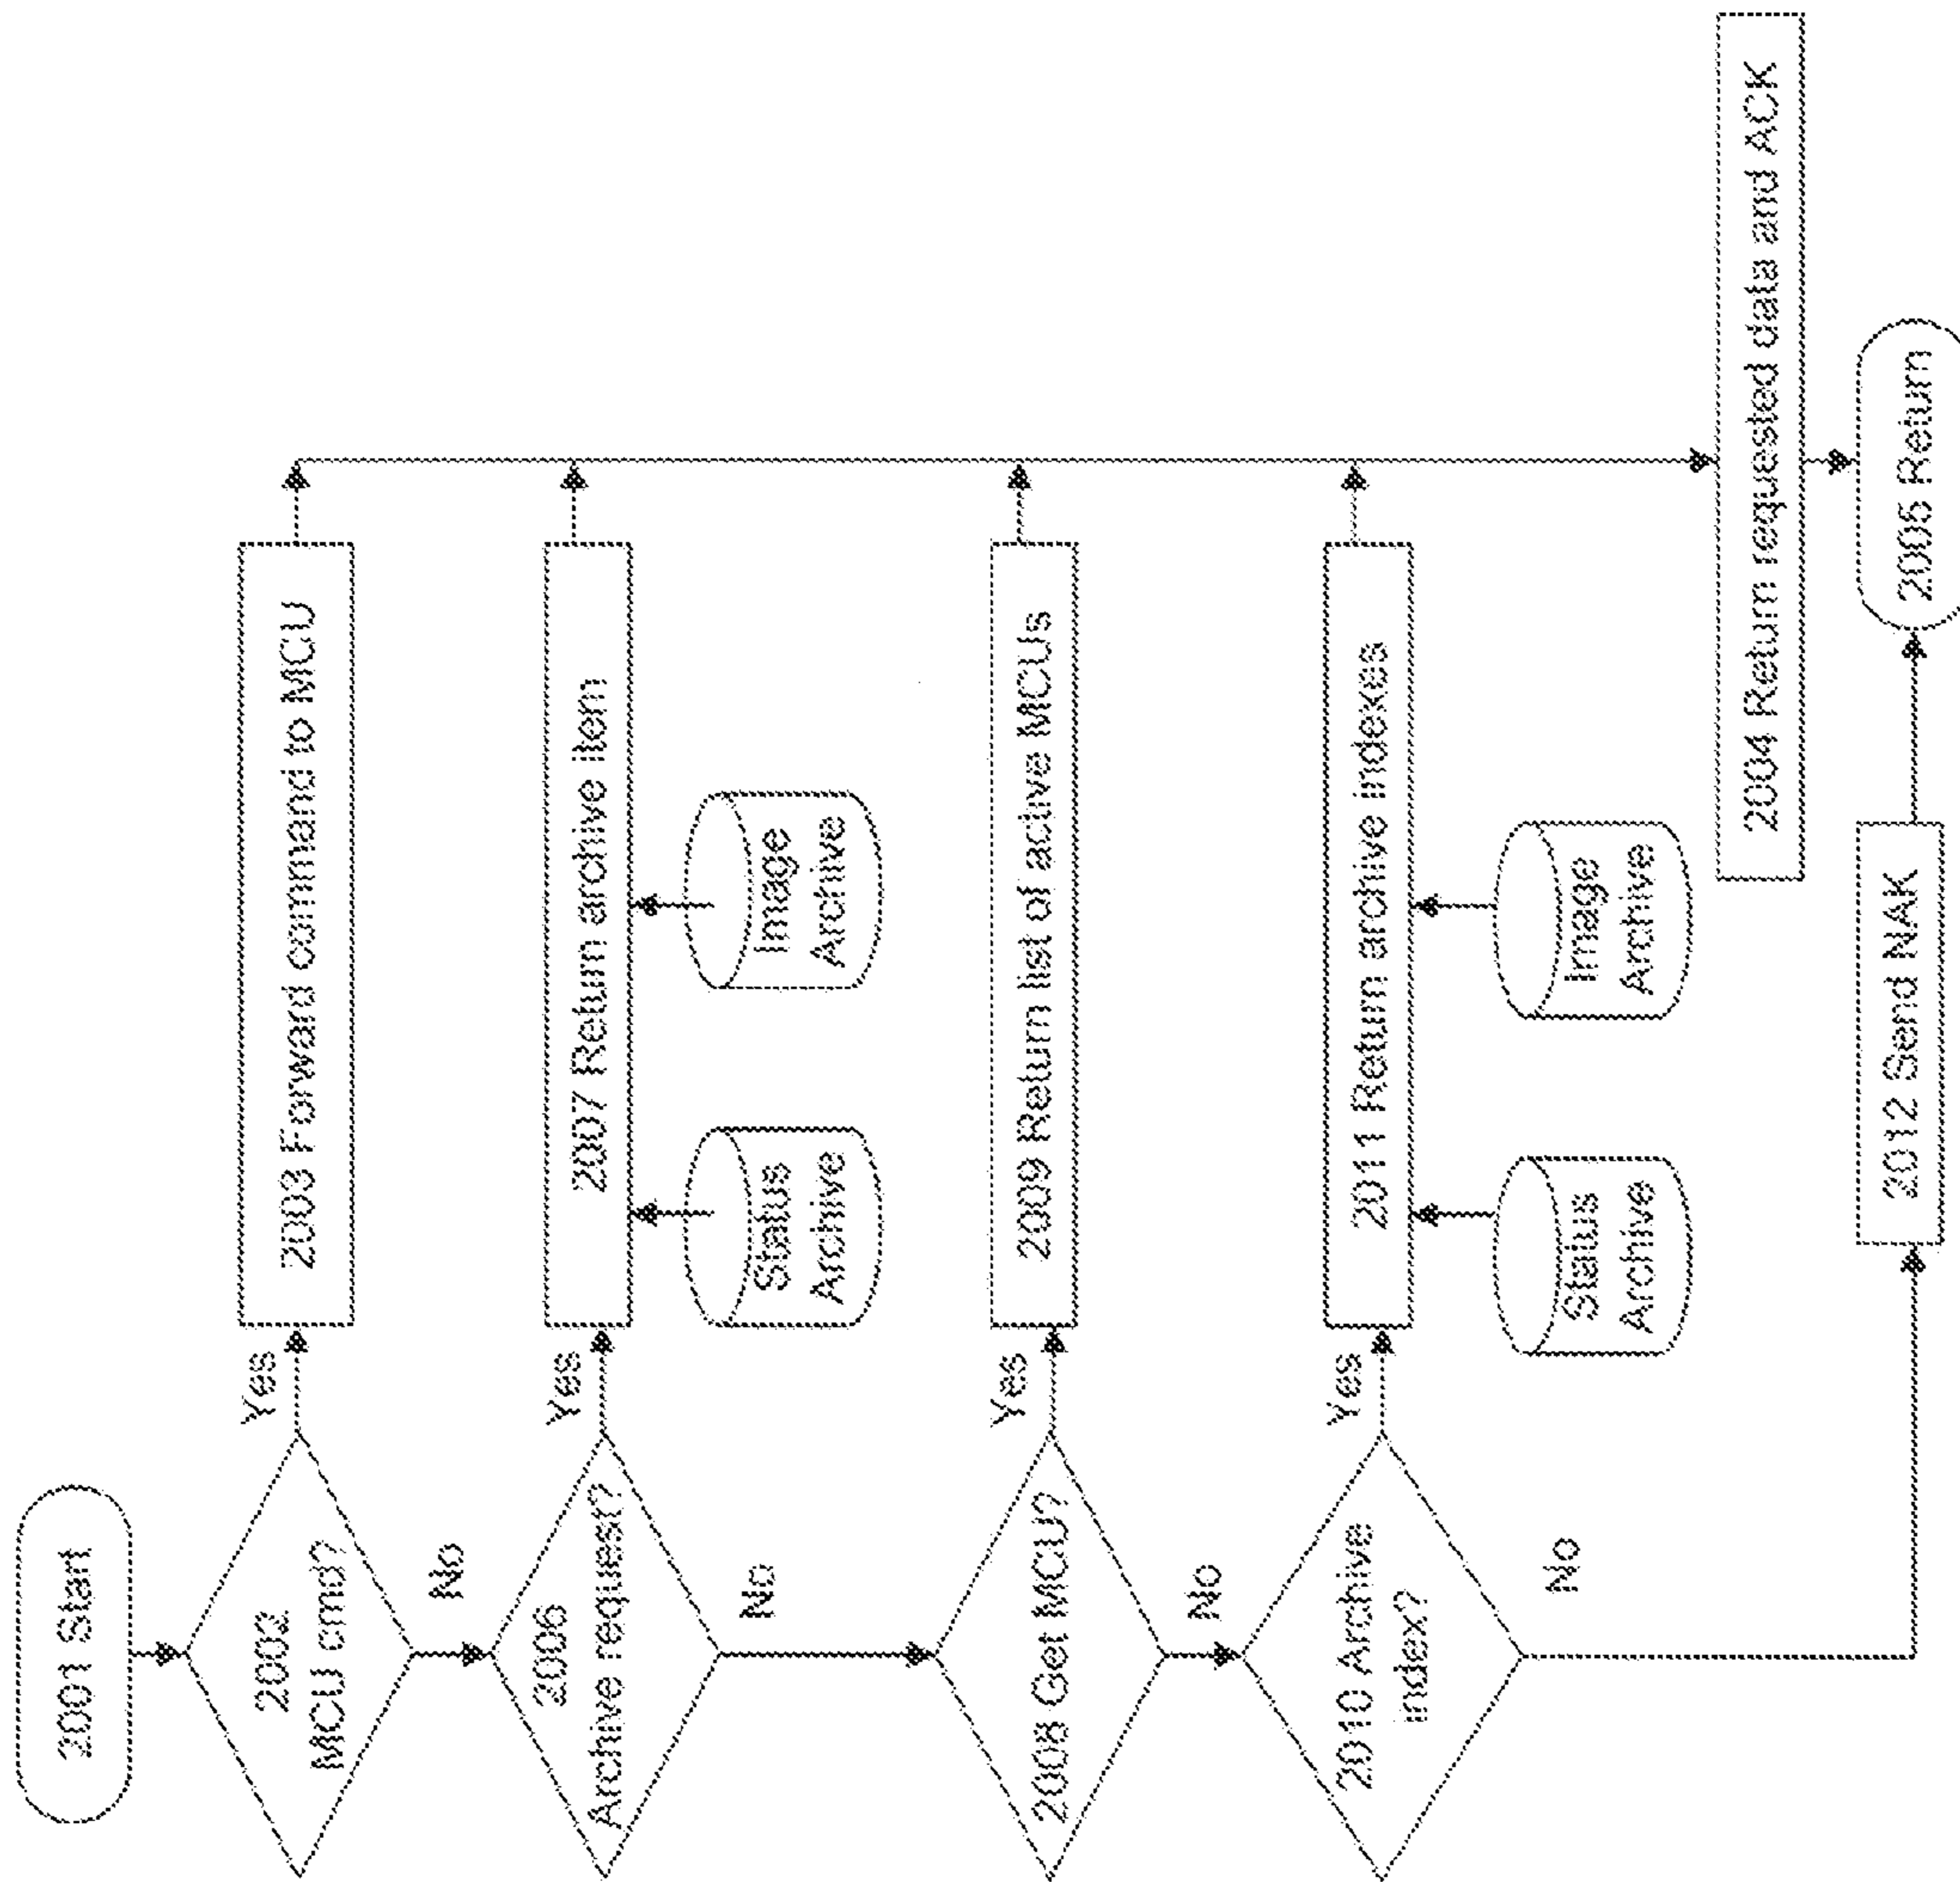 2001 Start
2002
MCU cmd?
Yes
2003 Forward command to MCU
No
2006
Archive request?
Yes
2007 Return archive item
Status
Archive
Image
Archive
No
2008 Get MCU?
Yes
2009 Return list of active MCUs
No
2010 Archive
index?
Yes
2011 Return archive indexes
Status
Archive
Image
Archive
No
2004 Return requested data and ACK
2012 Send NAK
2005 Return